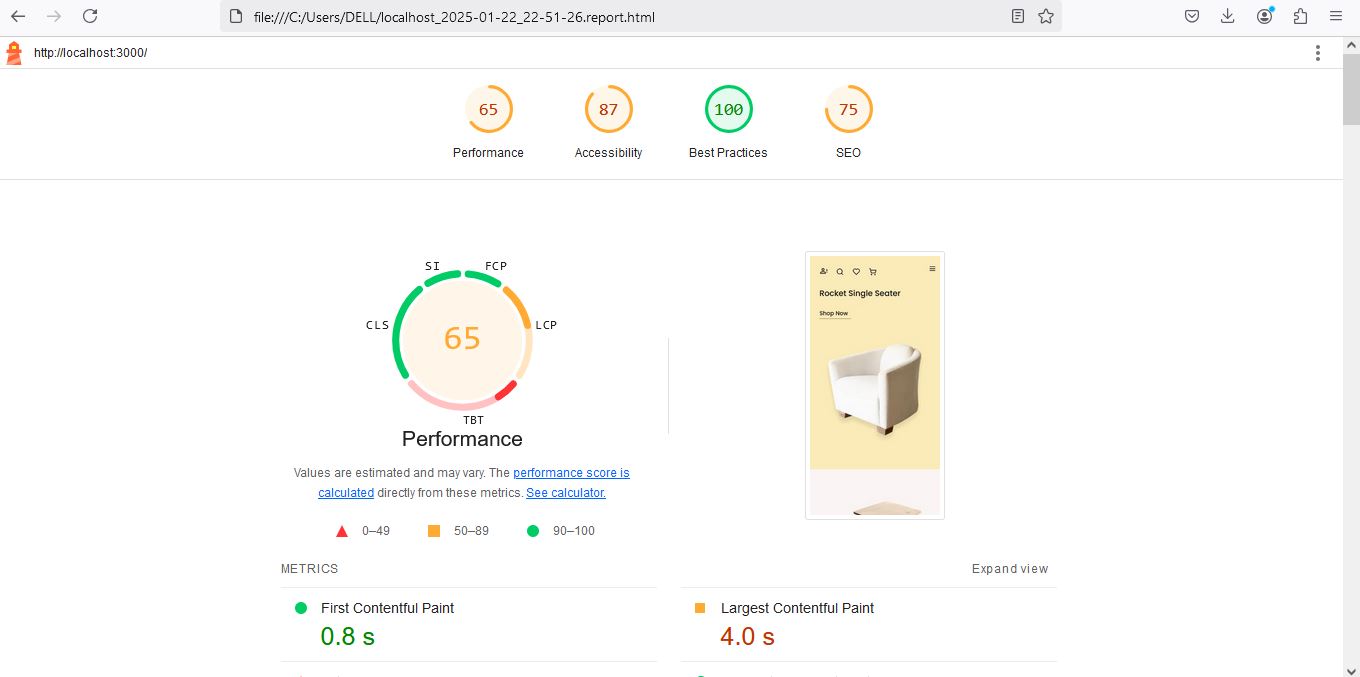 file:///C:/Users/DELL/localhost_2025-01-22_22-51-26.report.html
http://localhost:3000/
65
87
100
75
Performance
Accessibility
Best Practices
SEO
SI
FCP
CLS
LCP
65
TBT
Performance
Values are estimated and may vary. The performance score is
calculated directly from these metrics. See calculator.
0–49
50–89
90–100
Rocket Single Seater
Shop Now
METRICS
Expand view
First Contentful Paint
0.8 s
Largest Contentful Paint
4.0 s